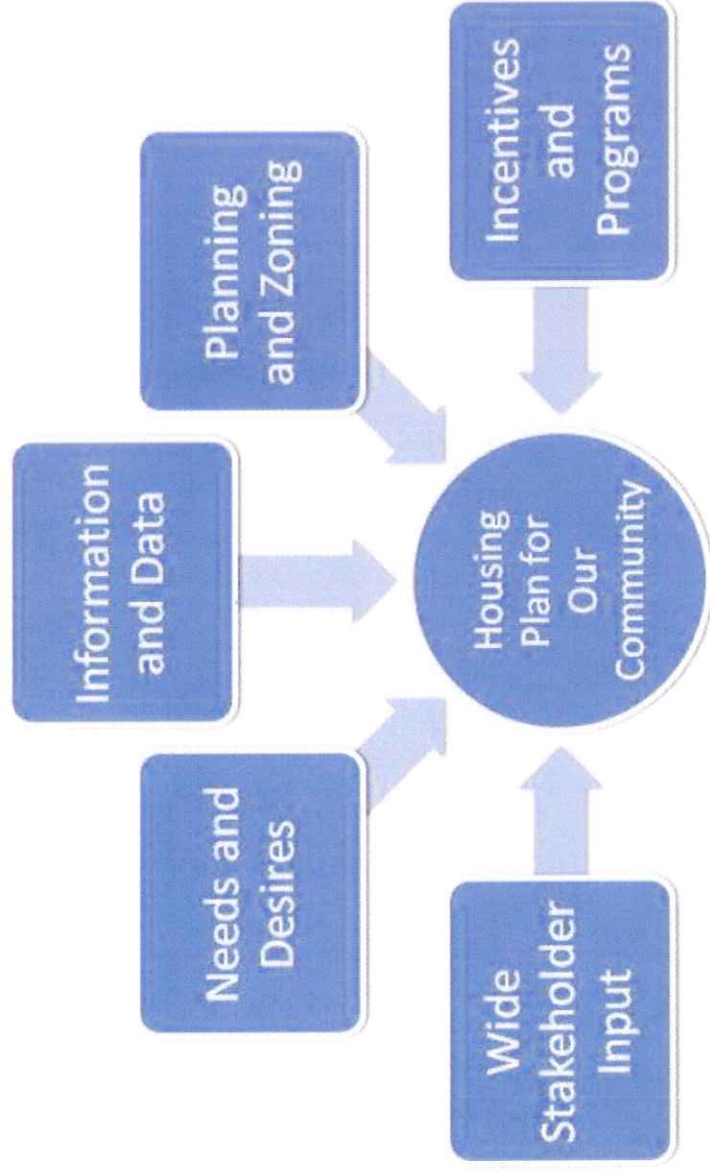 Wide
Stakeholder
Input
Needs and
Desires
Information
and Data
Planning
and Zoning
Incentives
and
Programs
Housing
Plan for
Our
Community